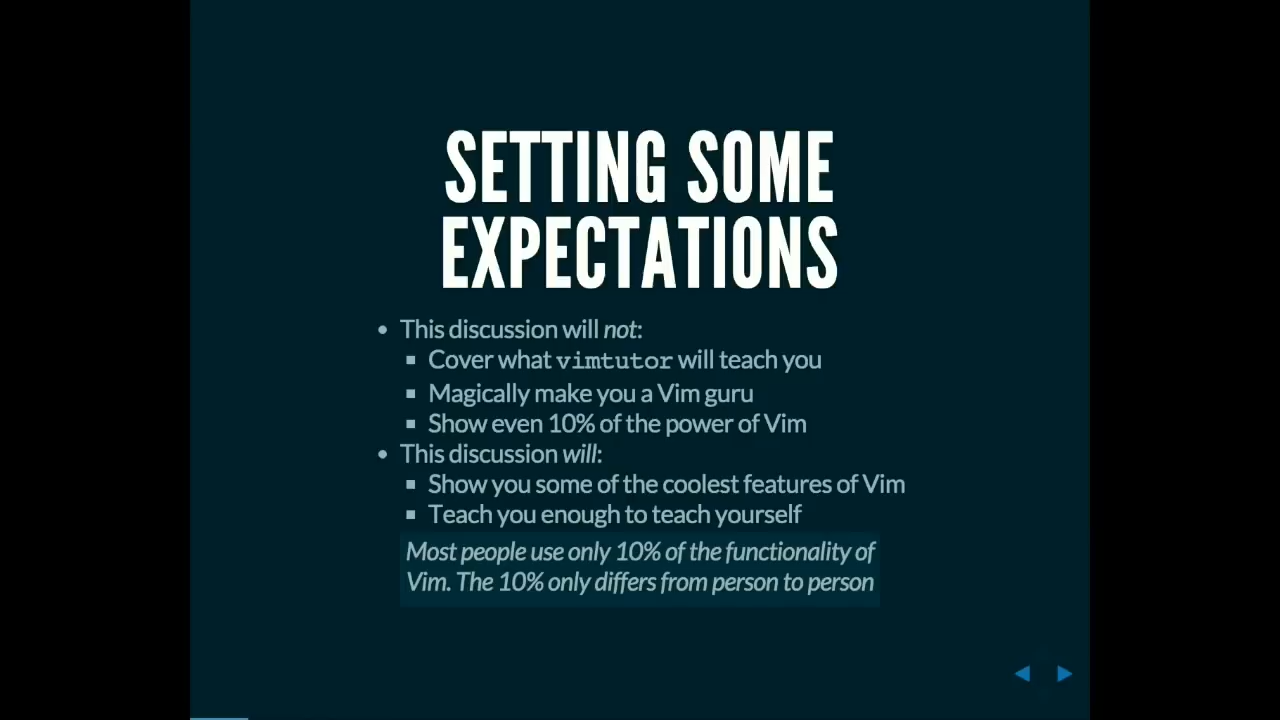 SETTING SOME
EXPECTATIONS
This discussion will not:
Cover what vimtutor will teach you
Magically make you a Vim guru
Show even 10% of the power of Vim
This discussion will:
Show you some of the coolest features of Vim
Teach you enough to teach yourself
Most people use only 10% of the functionality of
Vim. The 10% only differs from person to person